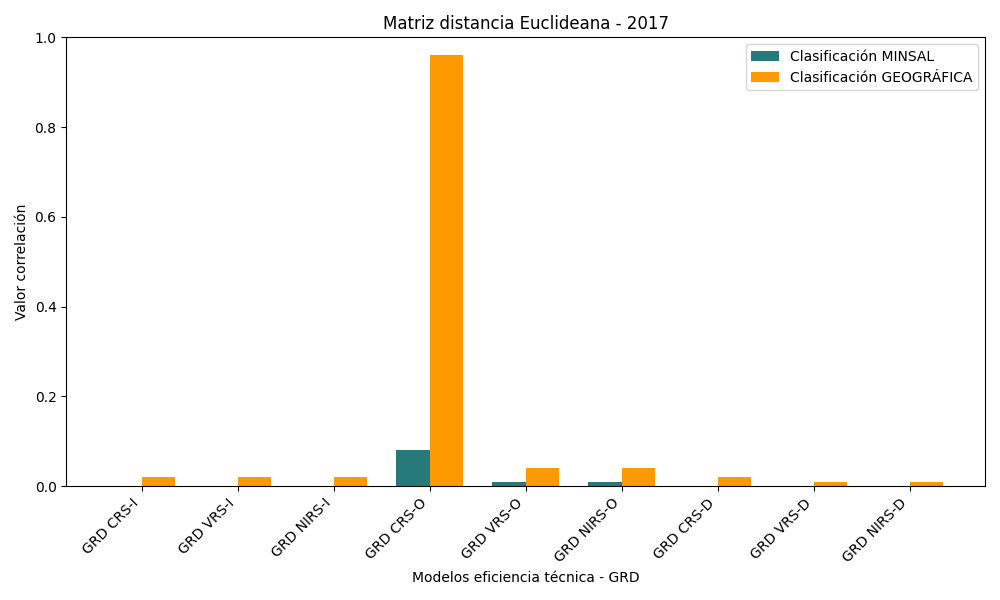 Matriz distancia Euclideana - 2017
Clasificación MINSAL
Clasificación GEOGRÁFICA
Valor correlación
1.0
0.8
0.6
0.4
0.2
0.0
GRD CRS-I
GRD VRS-I
GRD NIRS-I
GRD CRS-O
GRD VRS-O
GRD NIRS-O
GRD CRS-D
GRD VRS-D
GRD NIRS-D
Modelos eficiencia técnica - GRD